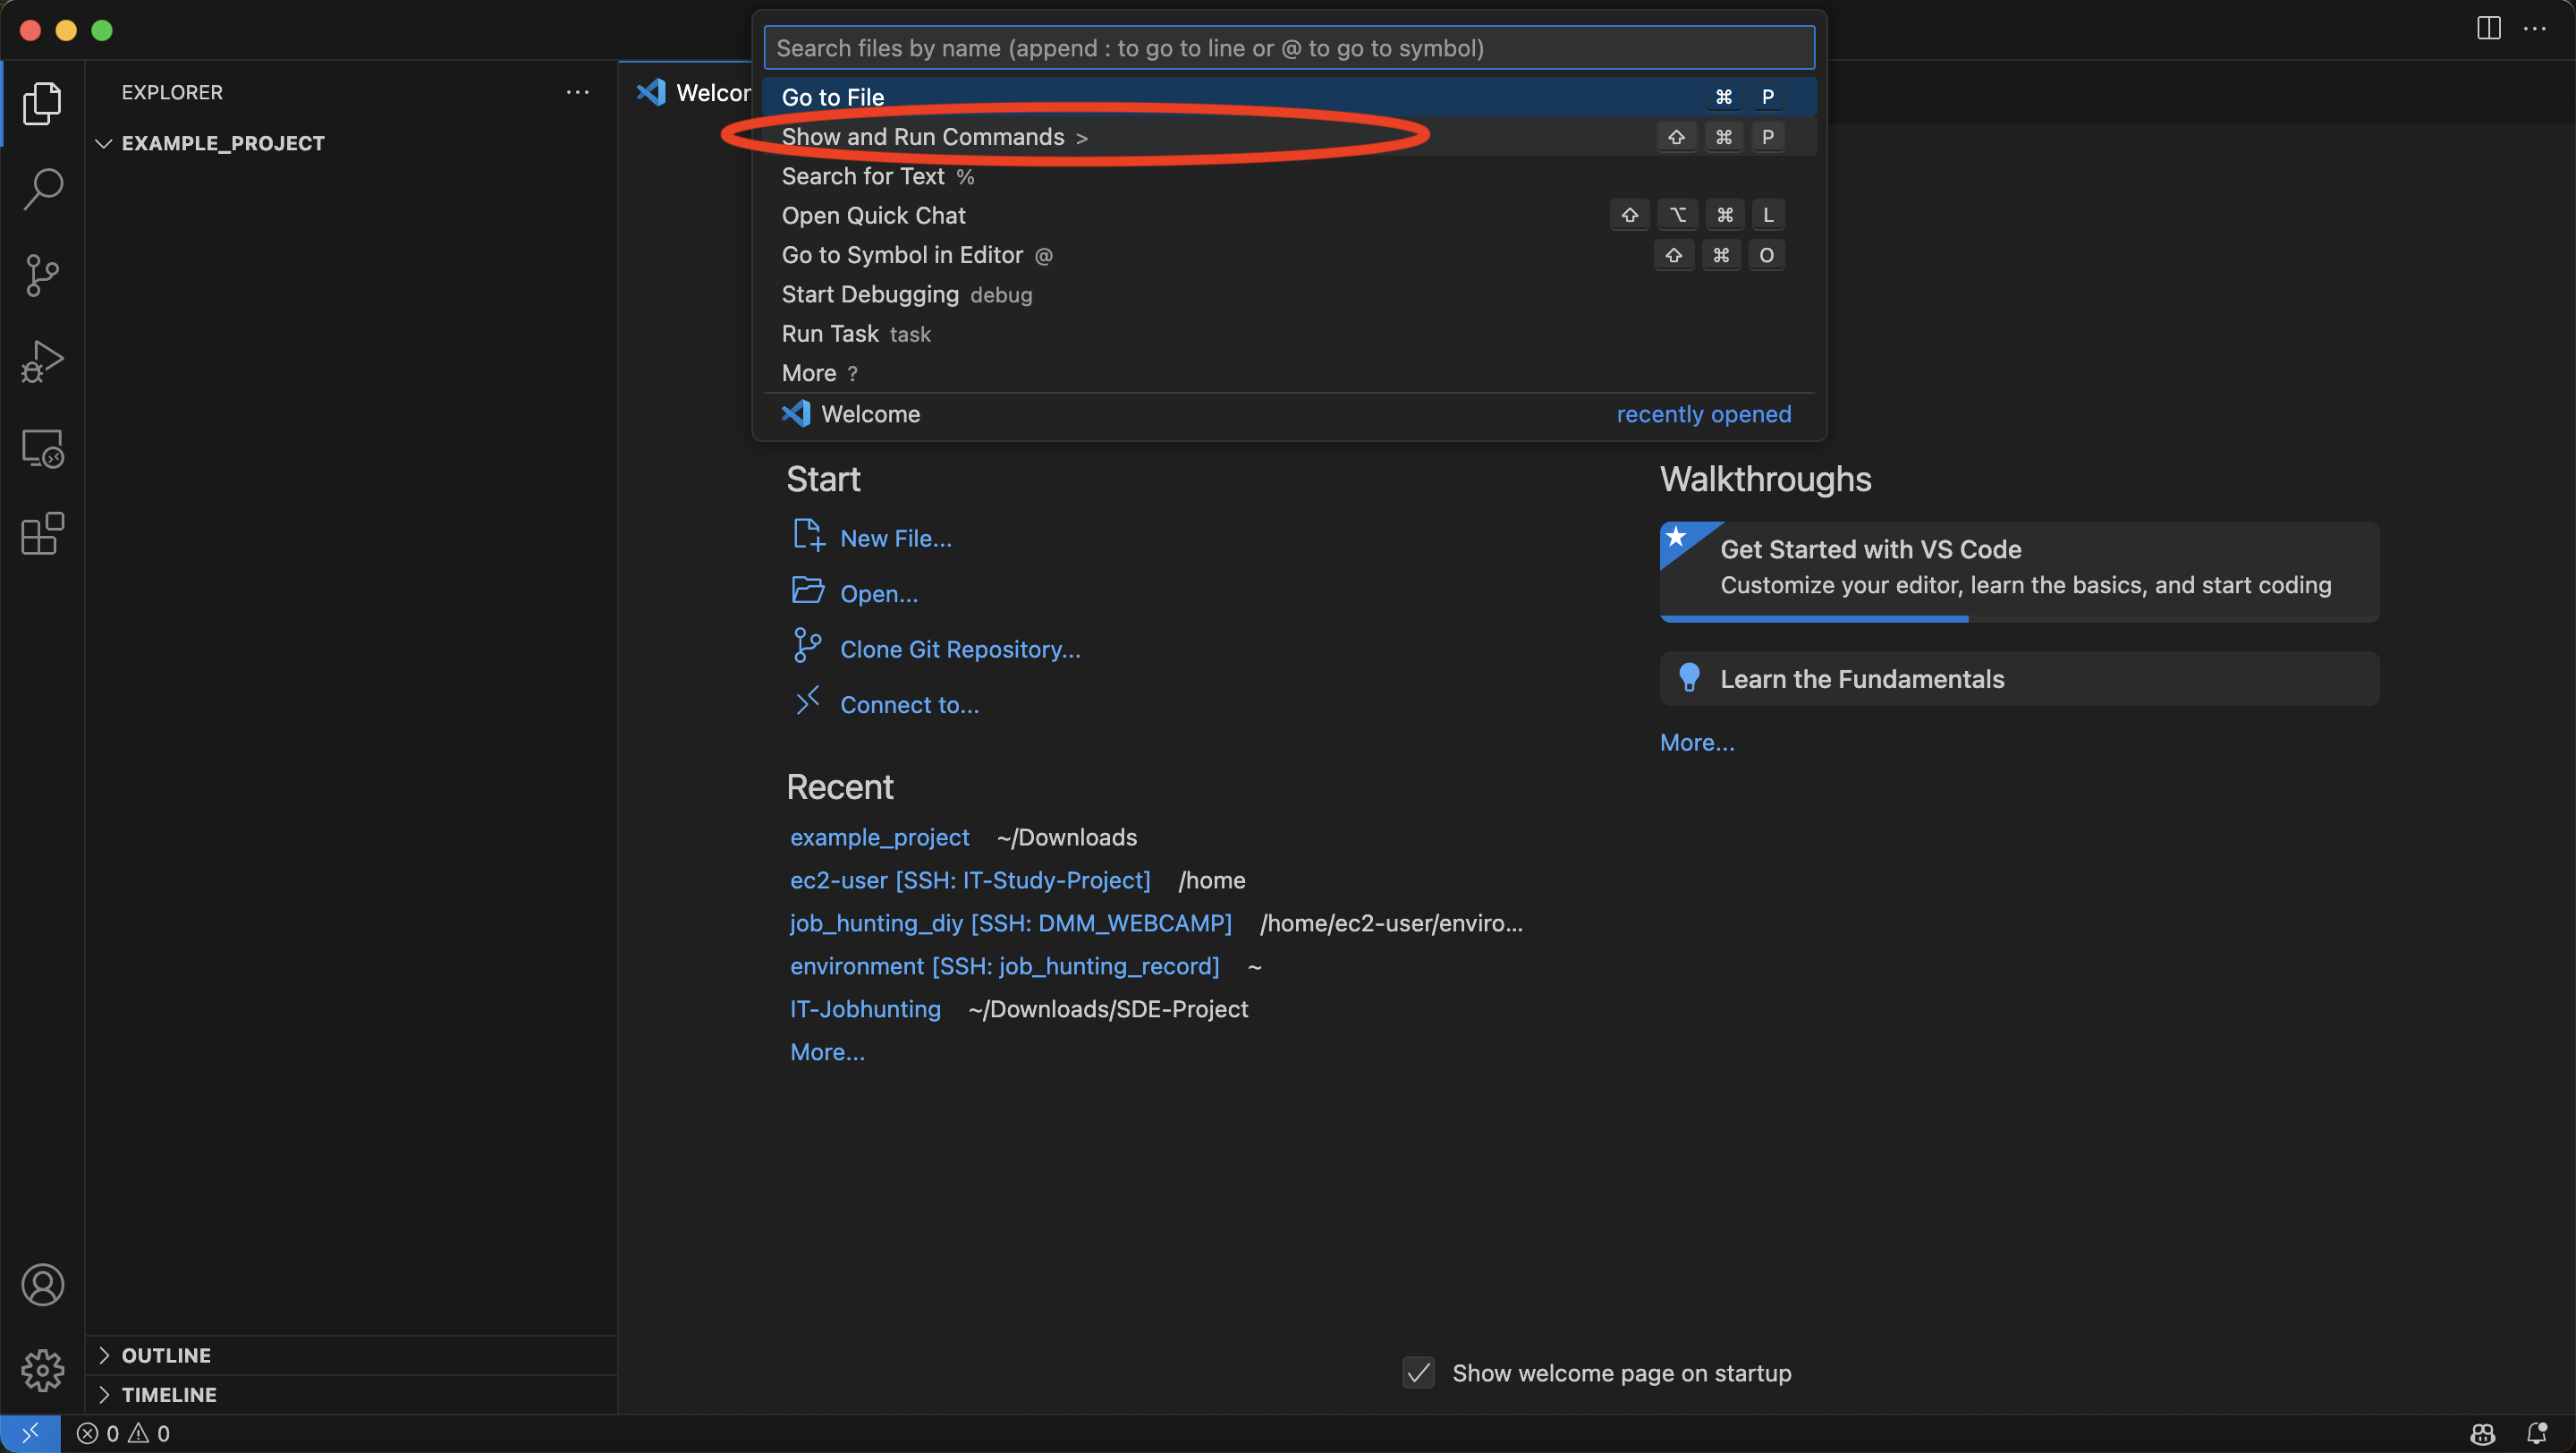 Search files by name (append : to go to line or @ to go to symbol)
EXPLORER
Welcor
Go to File ⌘ P
EXAMPLE_PROJECT
Show and Run Commands > ⇧ ⌘ P
Search for Text %
Open Quick Chat ⇧ ⌥ ⌘ L
Go to Symbol in Editor @ ⇧ ⌘ O
Start Debugging debug
Run Task task
More ?
Welcome recently opened
Start
New File...
Open...
Clone Git Repository...
Connect to...
Recent
example_project ~/Downloads
ec2-user [SSH: IT-Study-Project] /home
job_hunting_diy [SSH: DMM_WEBCAMP] /home/ec2-user/enviro...
environment [SSH: job_hunting_record] ~
IT-Jobhunting ~/Downloads/SDE-Project
More...
Walkthroughs
Get Started with VS Code
Customize your editor, learn the basics, and start coding
Learn the Fundamentals
More...
Show welcome page on startup
OUTLINE
TIMELINE
0 0